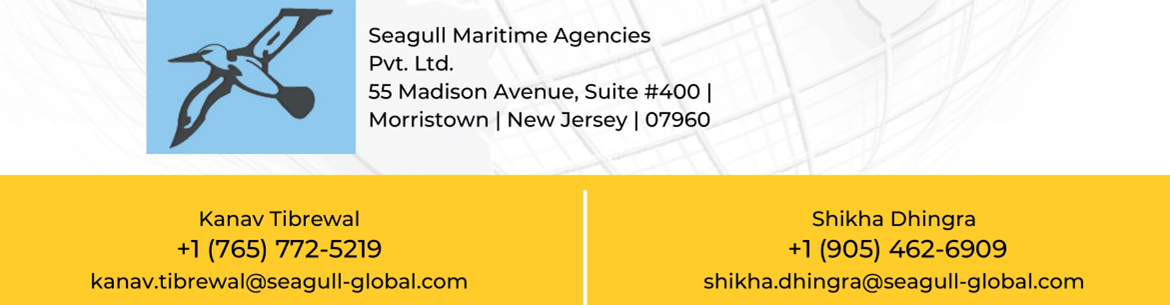 Seagull Maritime Agencies
Pvt. Ltd.
55 Madison Avenue, Suite #400 |
Morristown | New Jersey | 07960
Kanav Tibrewal
+1 (765) 772-5219
kanav.tibrewal@seagull-global.com
Shikha Dhingra
+1 (905) 462-6909
shikha.dhingra@seagull-global.com